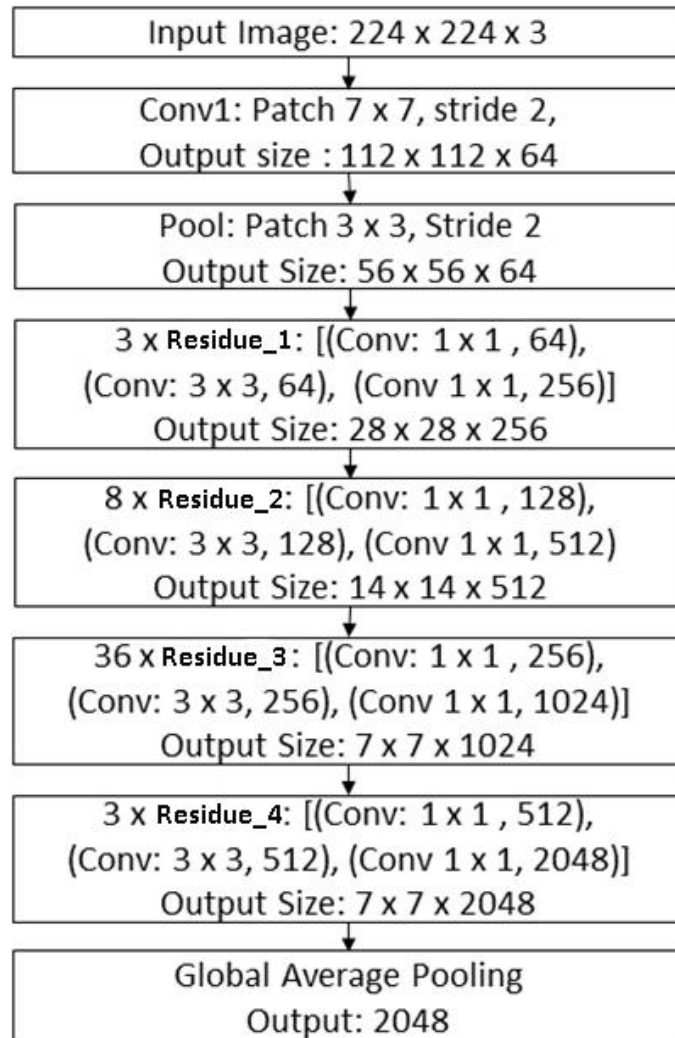 Input Image: 224 x 224 x 3
Conv1: Patch 7 x 7, stride 2,
Output size : 112 x 112 x 64
Pool: Patch 3 x 3, Stride 2
Output Size: 56 x 56 x 64
3 x Residue_1: [(Conv: 1 x 1 , 64),
(Conv: 3 x 3, 64),  (Conv 1 x 1, 256)]
Output Size: 28 x 28 x 256
8 x Residue_2: [(Conv: 1 x 1 , 128),
(Conv: 3 x 3, 128), (Conv 1 x 1, 512)
Output Size: 14 x 14 x 512
36 x Residue_3: [(Conv: 1 x 1 , 256),
(Conv: 3 x 3, 256), (Conv 1 x 1, 1024)]
Output Size: 7 x 7 x 1024
3 x Residue_4: [(Conv: 1 x 1 , 512),
(Conv: 3 x 3, 512), (Conv 1 x 1, 2048)]
Output Size: 7 x 7 x 2048
Global Average Pooling
Output: 2048